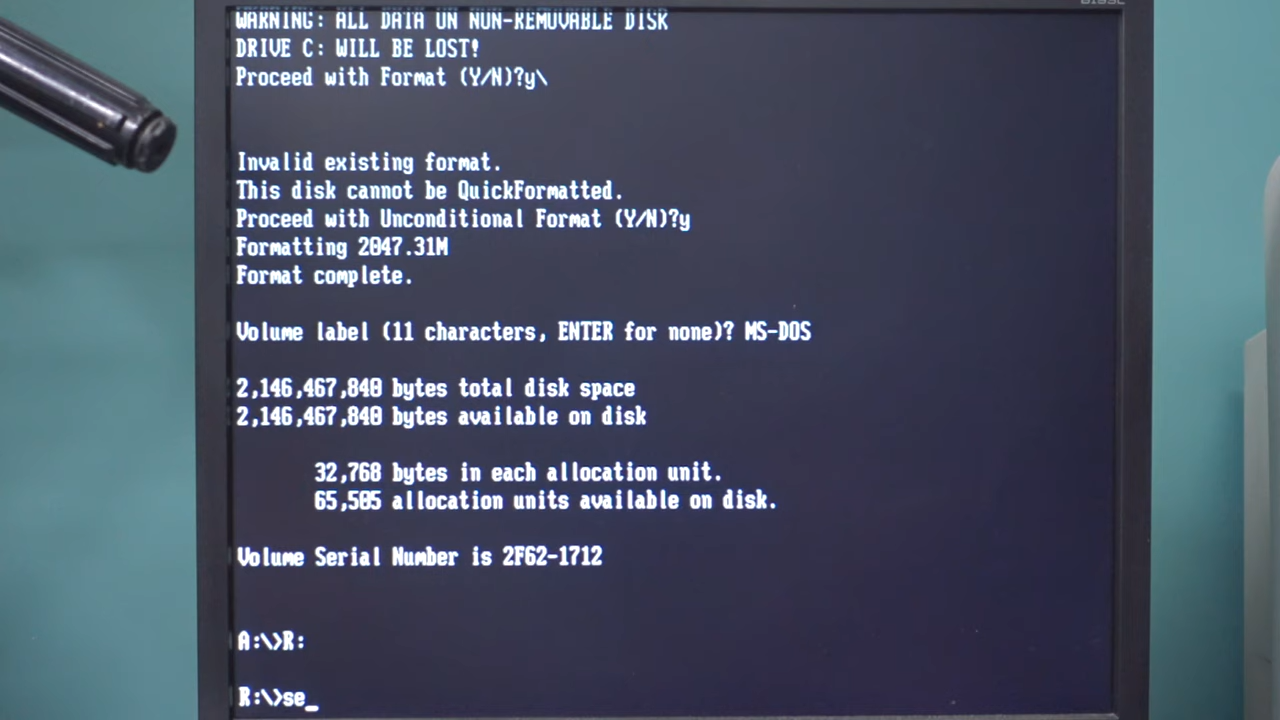 WARNING: ALL DATA ON NON-REMOVABLE DISK
DRIVE C: WILL BE LOST!
Proceed with Format (Y/N)?y\
Invalid existing format.
This disk cannot be QuickFormatted.
Proceed with Unconditional Format (Y/N)?y
Formatting 2047.31M
Format complete.
Volume label (11 characters, ENTER for none)? MS-DOS
2,146,467,840 bytes total disk space
2,146,467,840 bytes available on disk
32,768 bytes in each allocation unit.
65,505 allocation units available on disk.
Volume Serial Number is 2F62-1712
A:\>R:
R:\>se_